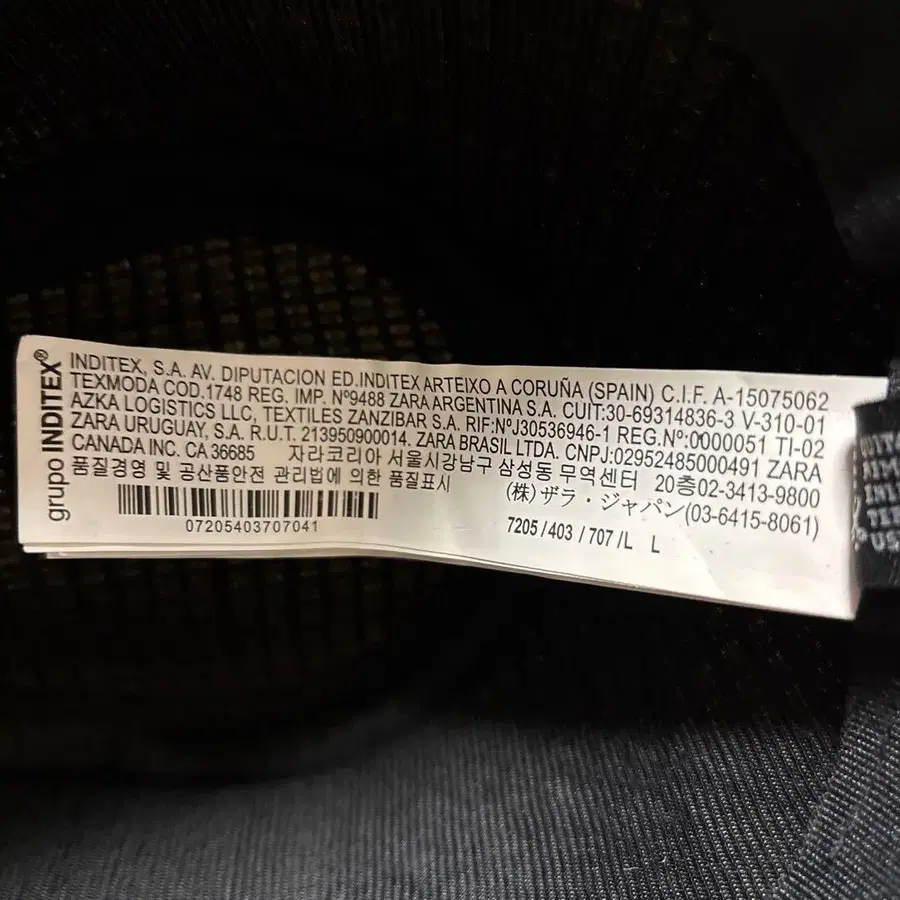 grupo INDITEX®
INDITEX, S.A. AV. DIPUTACION ED.INDITEX ARTEIXO A CORUÑA (SPAIN) C.I.F. A-15075062
TEXMODA COD.1748 REG. IMP. Nº9488 ZARA ARGENTINA S.A. CUIT:30-69314836-3 V-310-01
AZKA LOGISTICS LLC, TEXTILES ZANZIBAR S.A. RIF:NºJ30536946-1 REG.Nº:0000051 TI-02
ZARA URUGUAY, S.A. R.U.T. 213950900014. ZARA BRASIL LTDA. CNPJ:02952485000491 ZARA
CANADA INC. CA 36685 자라코리아 서울시강남구 삼성동 무역센터 20층02-3413-9800
품질경영 및 공산품안전 관리법에 의한 품질표시 (株)ザラ・ジャパン(03-6415-8061)
07205403707041
7205 / 403 / 707 /L L